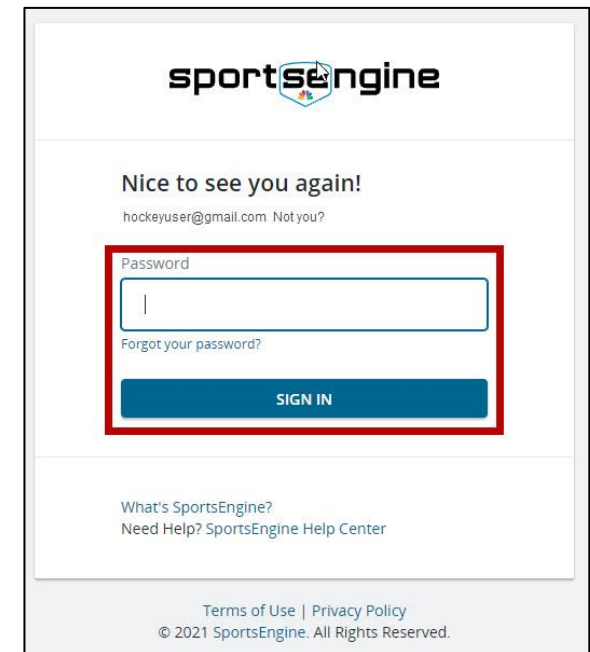 sportsengine
Nice to see you again!
hockeyuser@gmail.com Not you?
Password
Forgot your password?
SIGN IN
What's SportsEngine?
Need Help? SportsEngine Help Center
Terms of Use | Privacy Policy
© 2021 SportsEngine. All Rights Reserved.